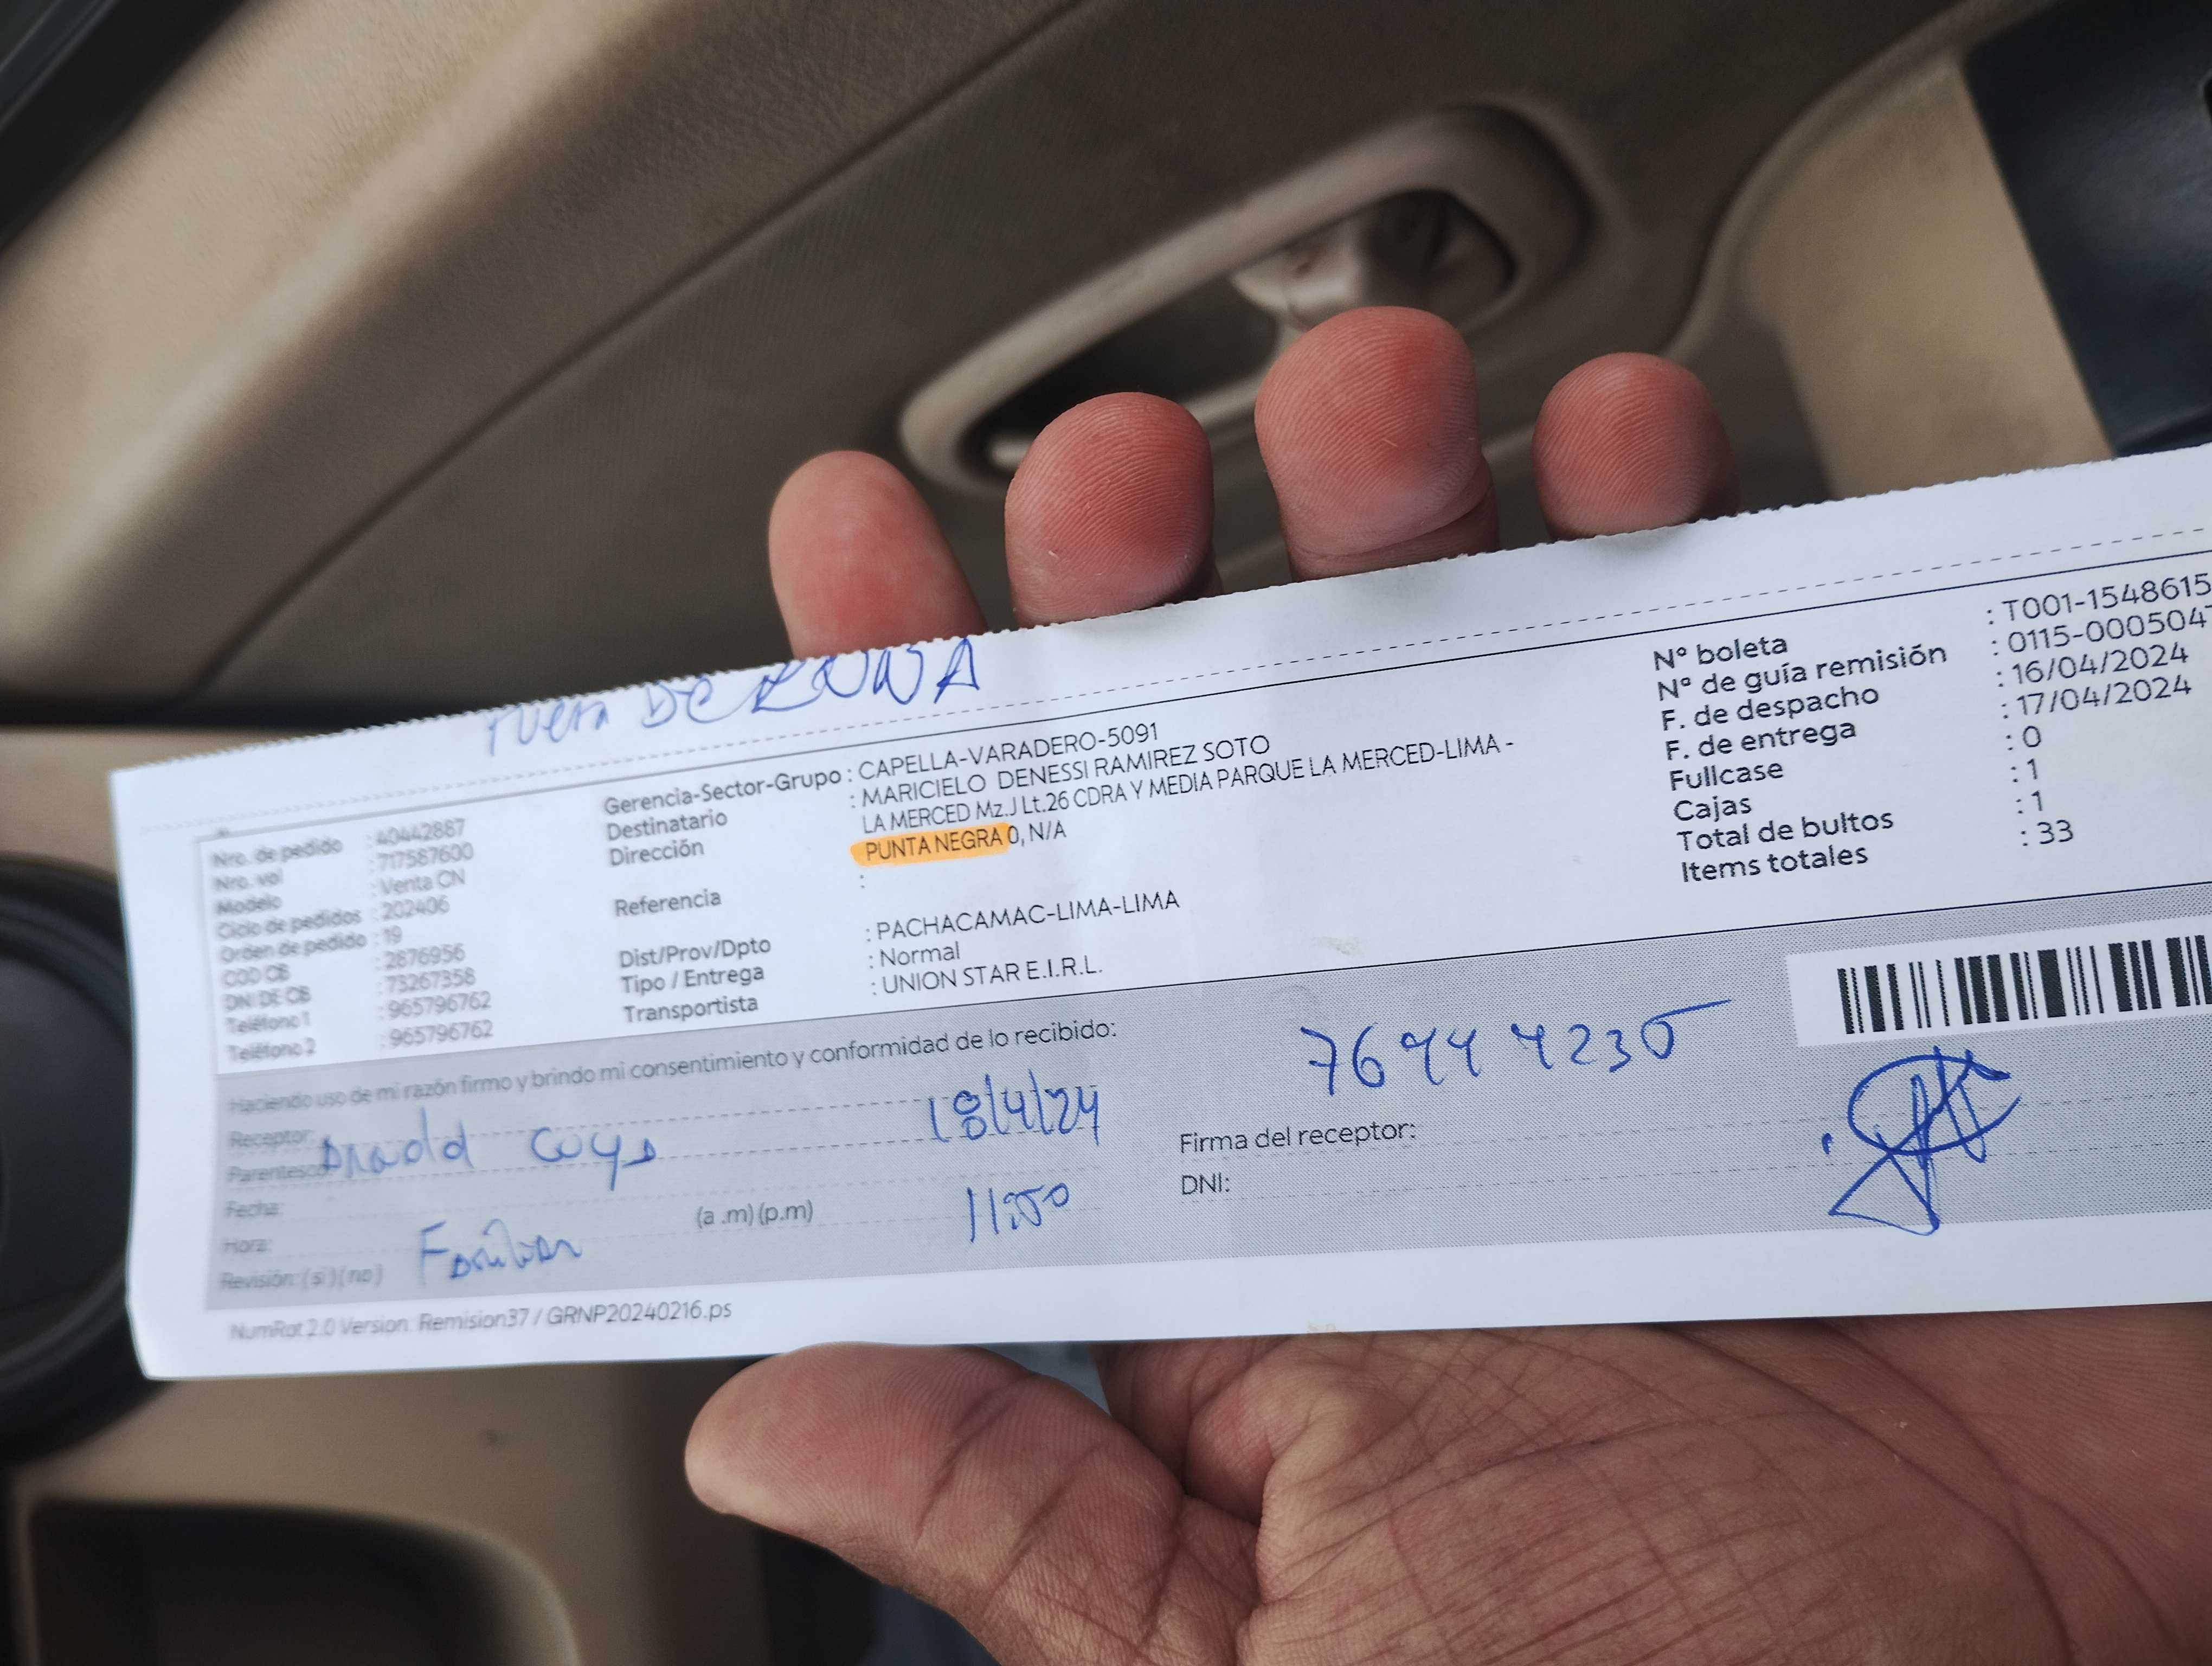 FUERA DE ZONA
Nro. de pedido : 40442887
Nro. vol : 717587600
Modelo : Venta CN
Ciclo de pedidos : 202406
Orden de pedido : 19
COD CB : 2876956
DNI DE CB : 73267358
Teléfono 1 : 965796762
Teléfono 2 : 965796762
Gerencia-Sector-Grupo : CAPELLA-VARADERO-5091
Destinatario : MARICIELO DENESSI RAMIREZ SOTO
Dirección LA MERCED Mz.J Lt.26 CDRA Y MEDIA PARQUE LA MERCED-LIMA -
PUNTA NEGRA 0, N/A
Referencia :
Dist/Prov/Dpto : PACHACAMAC-LIMA-LIMA
Tipo / Entrega : Normal
Transportista : UNION STAR E.I.R.L.
N° boleta : T001-1548615
N° de guía remisión : 0115-000504
F. de despacho : 16/04/2024
F. de entrega : 17/04/2024
Fullcase : 0
Cajas : 1
Total de bultos : 1
Items totales : 33
Haciendo uso de mi razón firmo y brindo mi consentimiento y conformidad de lo recibido:
Receptor:
Parentesco:
18/4/24
Fecha:
Hora: (a .m) (p.m) 11:50
Revisión: ( si ) ( no )
Firma del receptor:
DNI:
NumRot 2.0 Version: Remision37 / GRNP20240216.ps